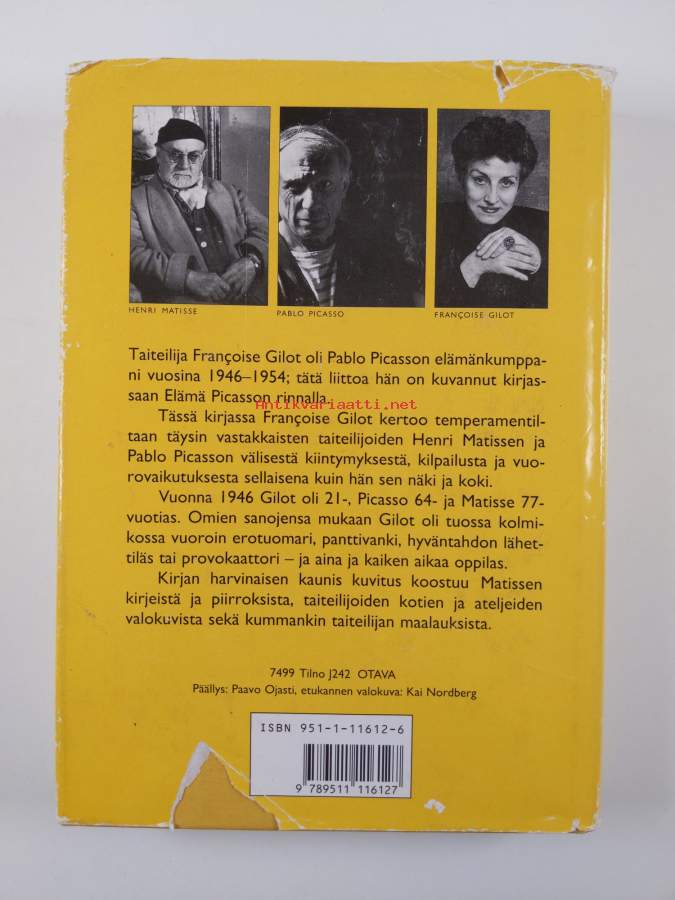 HENRI MATISSE
PABLO PICASSO
FRANÇOISE GILOT
Taiteilija Françoise Gilot oli Pablo Picasson elämänkumppa-
ni vuosina 1946–1954; tätä liittoa hän on kuvannut kirjas-
saan Elämä Picasson rinnalla.
Antikvariaatti.net
Tässä kirjassa Françoise Gilot kertoo temperamentil-
taan täysin vastakkaisten taiteilijoiden Henri Matissen ja
Pablo Picasson välisestä kiintymyksestä, kilpailusta ja vuo-
rovaikutuksesta sellaisena kuin hän sen näki ja koki.
Vuonna 1946 Gilot oli 21-, Picasso 64- ja Matisse 77-
vuotias. Omien sanojensa mukaan Gilot oli tuossa kolmi-
kossa vuoroin erotuomari, panttivanki, hyväntahdon lähet-
tiläs tai provokaattori – ja aina ja kaiken aikaa oppilas.
Kirjan harvinaisen kaunis kuvitus koostuu Matissen
kirjeistä ja piirroksista, taiteilijoiden kotien ja ateljeiden
valokuvista sekä kummankin taiteilijan maalauksista.
7499 Tilno J242 OTAVA
Päällys: Paavo Ojasti, etukannen valokuva: Kai Nordberg
ISBN 951-1-11612-6
9 789511 116127